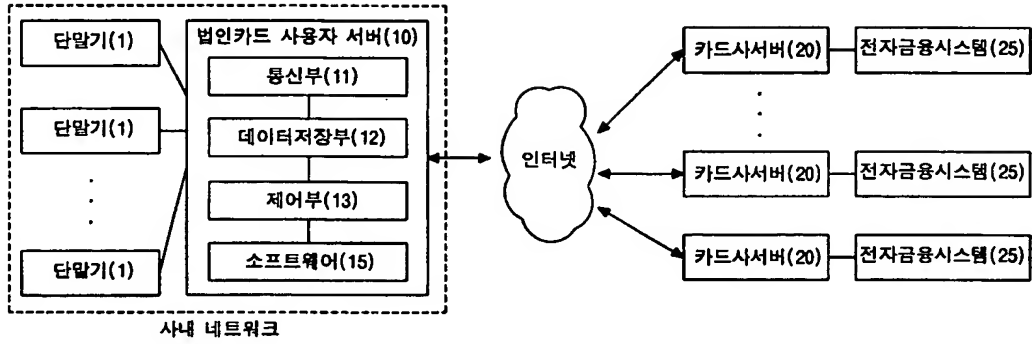 단말기(1)
단말기(1)
단말기(1)
법인카드 사용자 서버(10)
통신부(11)
데이터저장부(12)
제어부(13)
소프트웨어(15)
사내 네트워크
인터넷
카드사서버(20)
전자금융시스템(25)
카드사서버(20)
전자금융시스템(25)
카드사서버(20)
전자금융시스템(25)